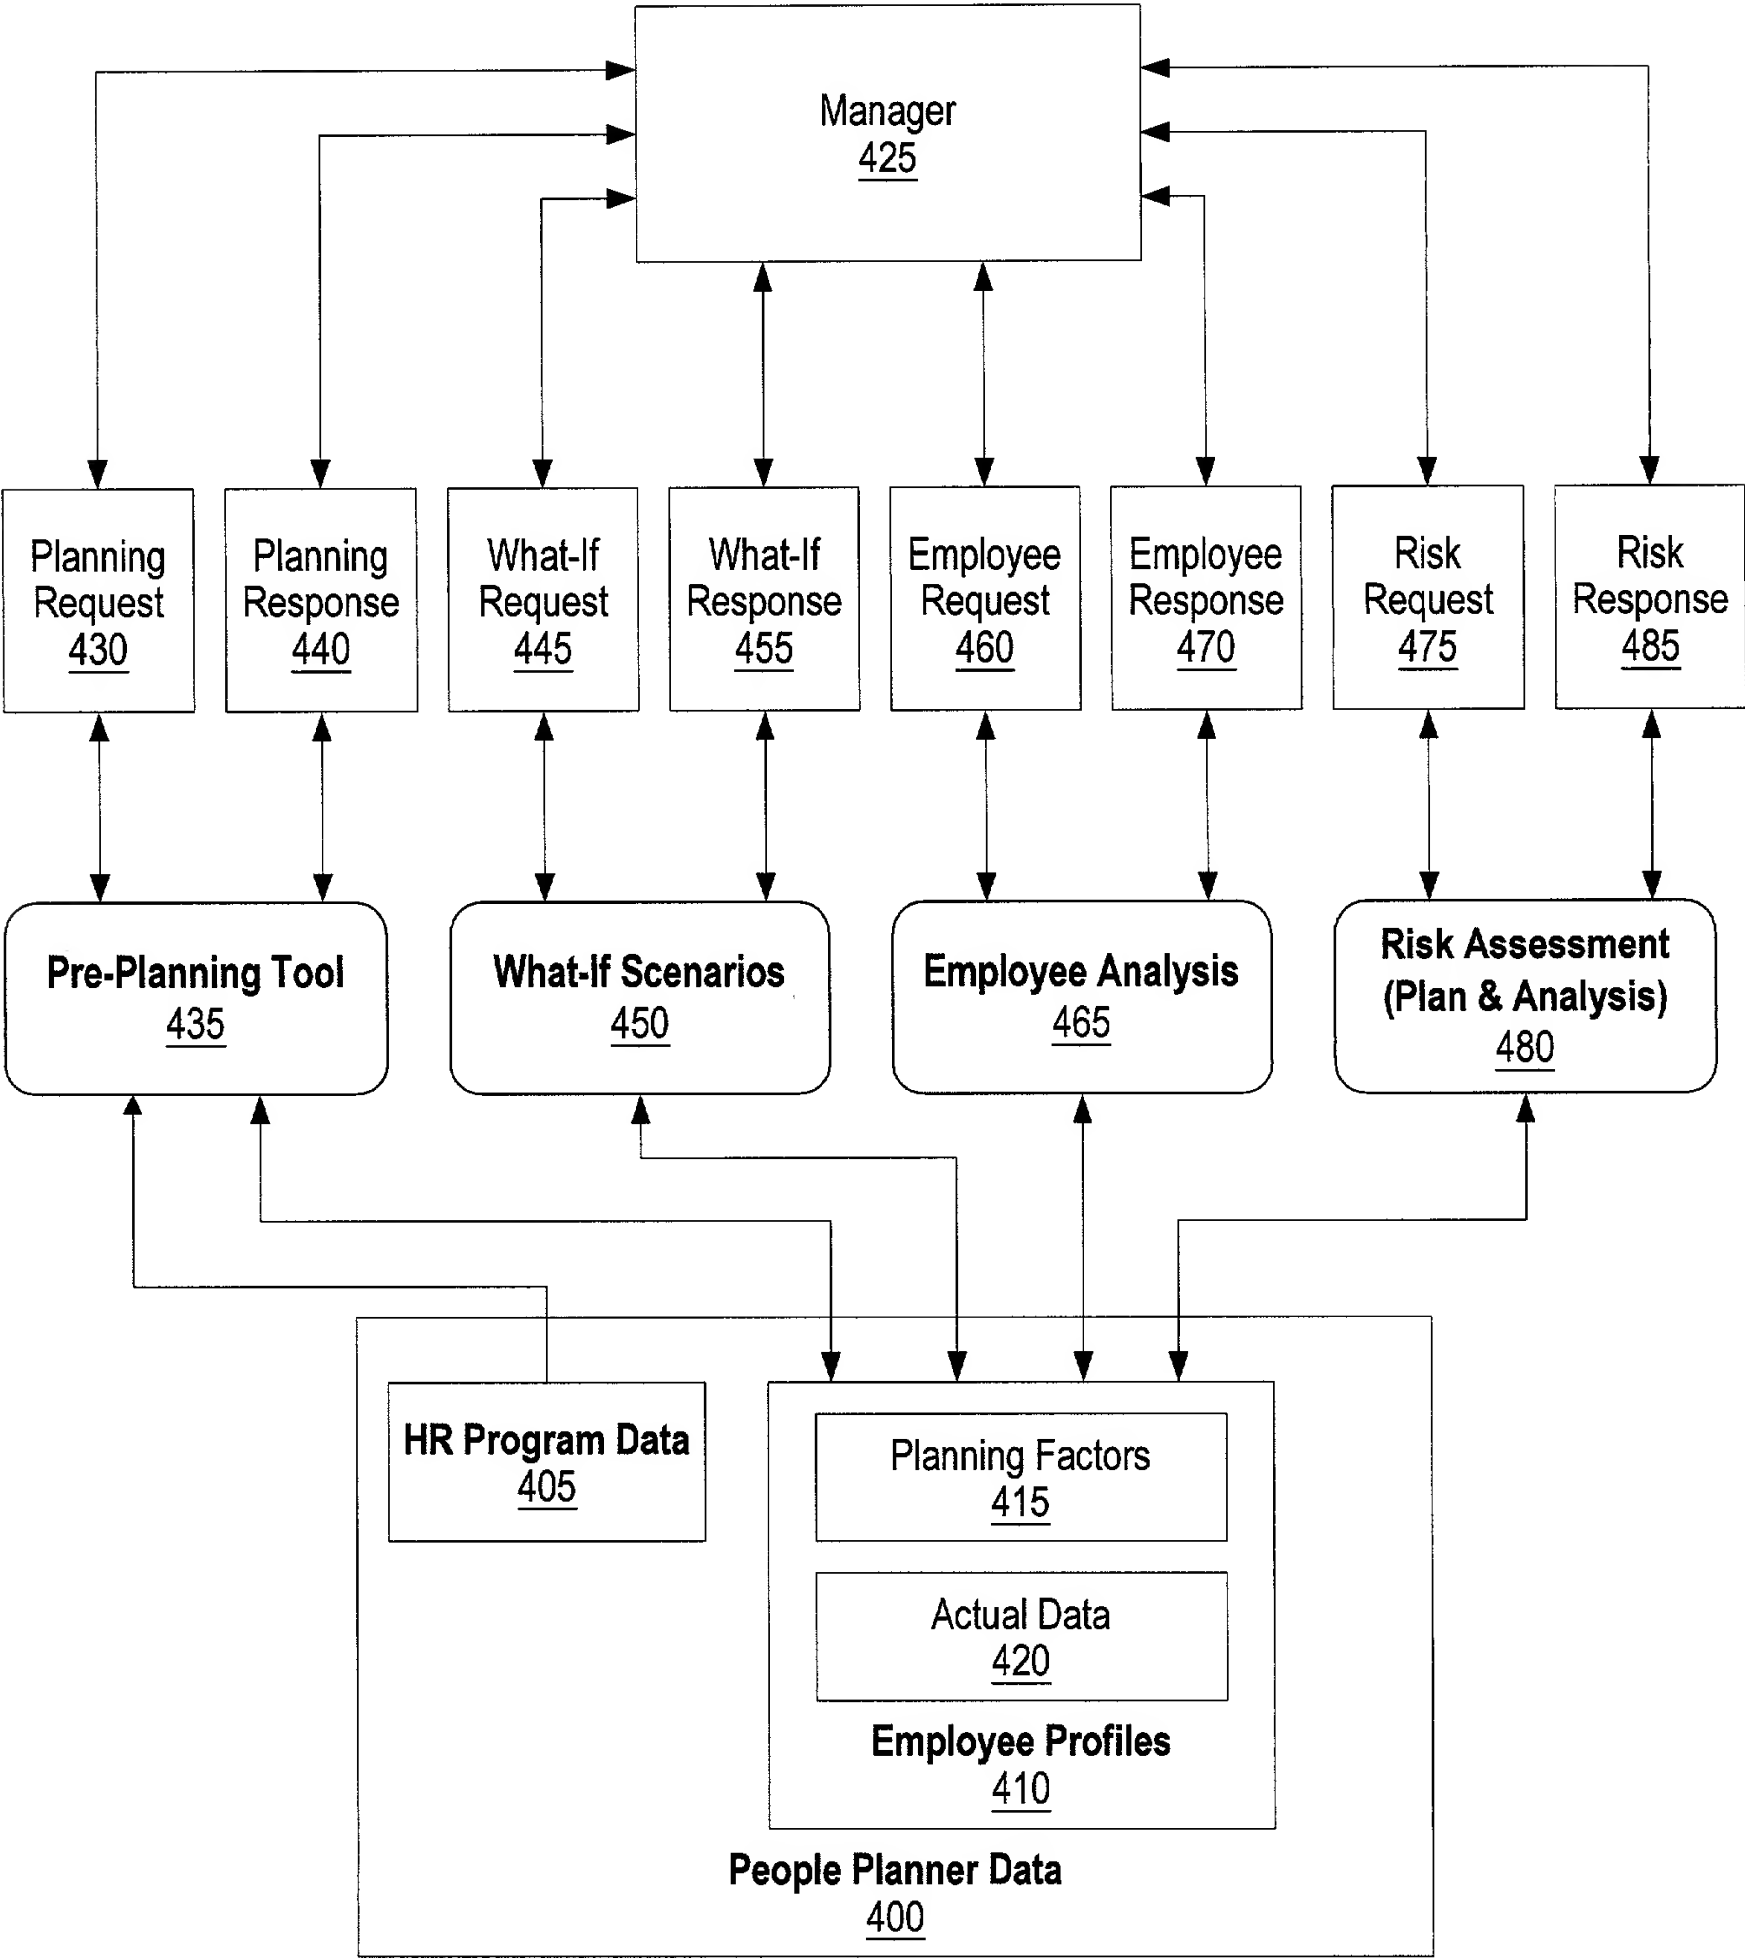 Manager
425
Planning
Request
430
Planning
Response
440
What-If
Request
445
What-If
Response
455
Employee
Request
460
Employee
Response
470
Risk
Request
475
Risk
Response
485
Pre-Planning Tool
435
What-If Scenarios
450
Employee Analysis
465
Risk Assessment
(Plan & Analysis)
480
HR Program Data
405
Planning Factors
415
Actual Data
420
Employee Profiles
410
People Planner Data
400